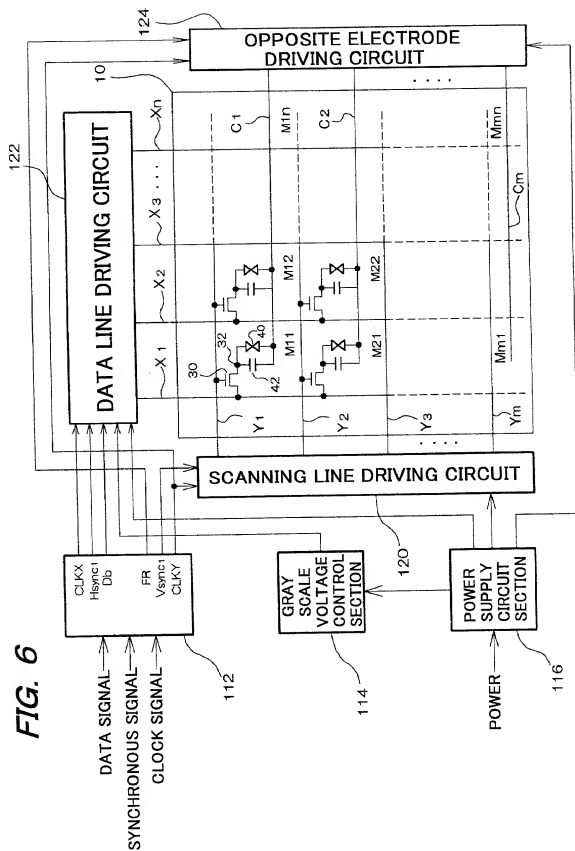 FIG. 6
DATA SIGNAL
SYNCHRONOUS SIGNAL
CLOCK SIGNAL
112
CLKX
Hsync1
Db
FR
Vsync1
CLKY
122
DATA LINE DRIVING CIRCUIT
124
OPPOSITE ELECTRODE
DRIVING CIRCUIT
10
X1
X2
X3 ····
Xn
30
32
40
42
M11
M12
M1n
C1
Y1
M21
M22
C2
Y2
Y3
····
····
Mm1
Mmn
Cm
Ym
SCANNING LINE DRIVING CIRCUIT
120
GRAY
SCALE
VOLTAGE
CONTROL
SECTION
114
POWER
POWER
SUPPLY
CIRCUIT
SECTION
116